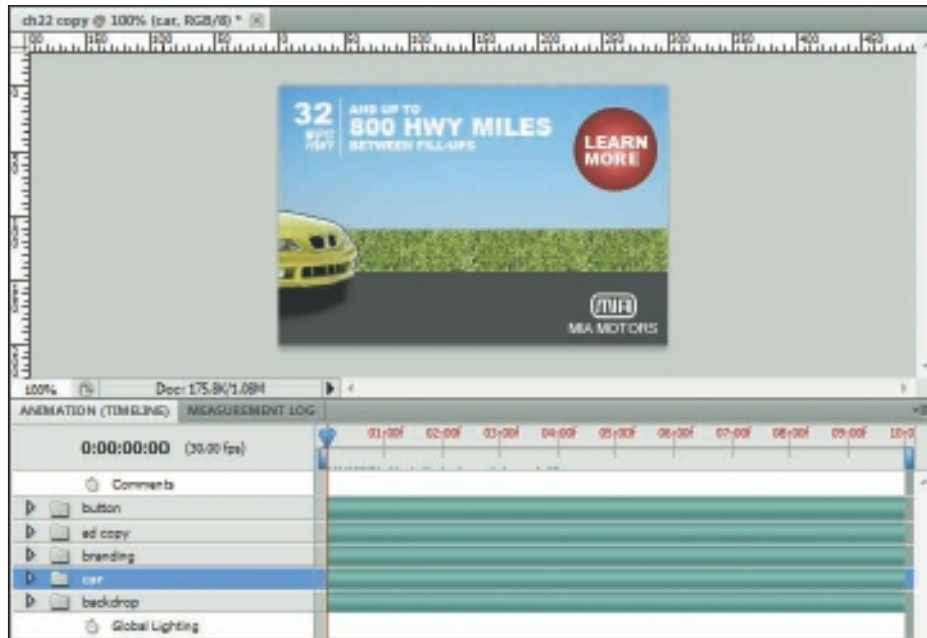 ch22 copy @ 100% (car, RGB/8) *
32
MPG
HWY
AND UP TO
800 HWY MILES
BETWEEN FILL-UPS
LEARN
MORE
MIA
MIA MOTORS
100% Doc: 175.8K/1.08M
ANIMATION (TIMELINE) MEASUREMENT LOG
0:00:00:00 (30.00 fps) 01:00f 02:00f 03:00f 04:00f 05:00f 06:00f 07:00f 08:00f 09:00f 10:0
Comments
button
ad copy
branding
car
backdrop
Global Lighting